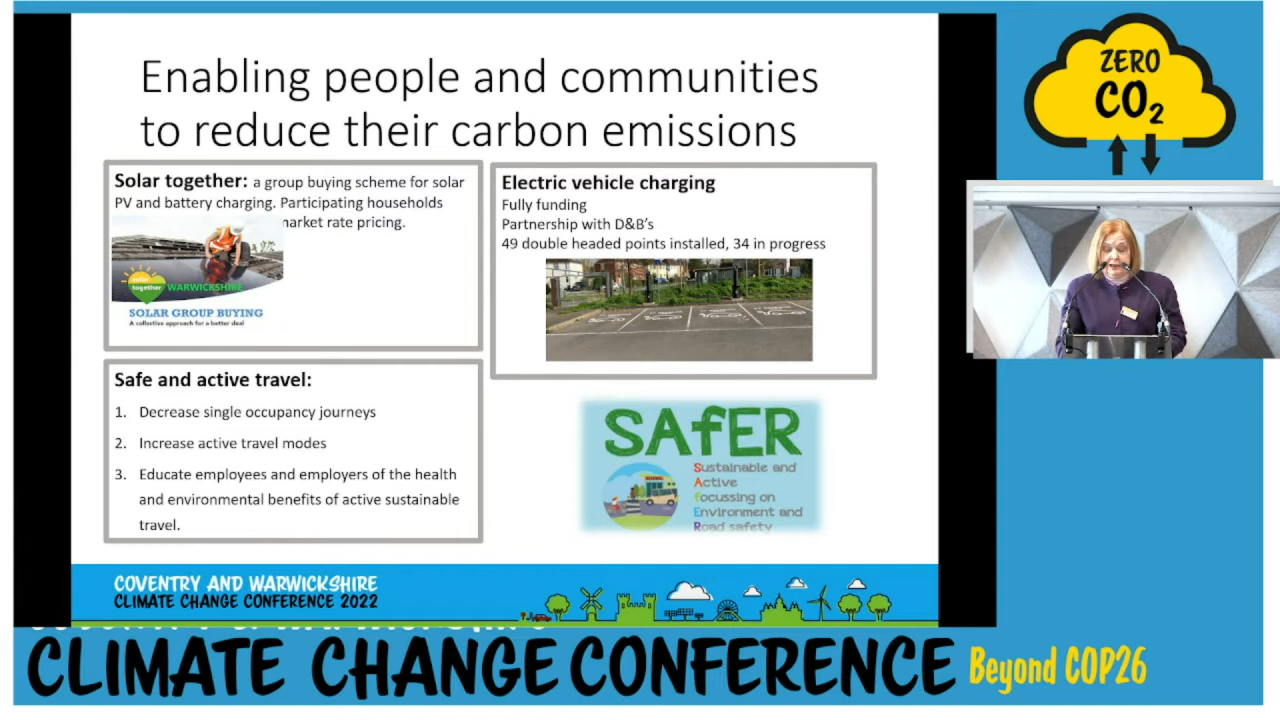 Enabling people and communities
to reduce their carbon emissions
Solar together: a group buying scheme for solar
PV and battery charging. Participating households
market rate pricing.
solar
together WARWICKSHIRE
SOLAR GROUP BUYING
A collective approach for a better deal
Electric vehicle charging
Fully funding
Partnership with D&B's
49 double headed points installed, 34 in progress
Safe and active travel:
1. Decrease single occupancy journeys
2. Increase active travel modes
3. Educate employees and employers of the health
and environmental benefits of active sustainable
travel.
SAfER
Sustainable and
Active
focussing on
Environment and
Road safety
COVENTRY AND WARWICKSHIRE
CLIMATE CHANGE CONFERENCE 2022
ZERO
CO₂
CLIMATE CHANGE CONFERENCE Beyond COP26